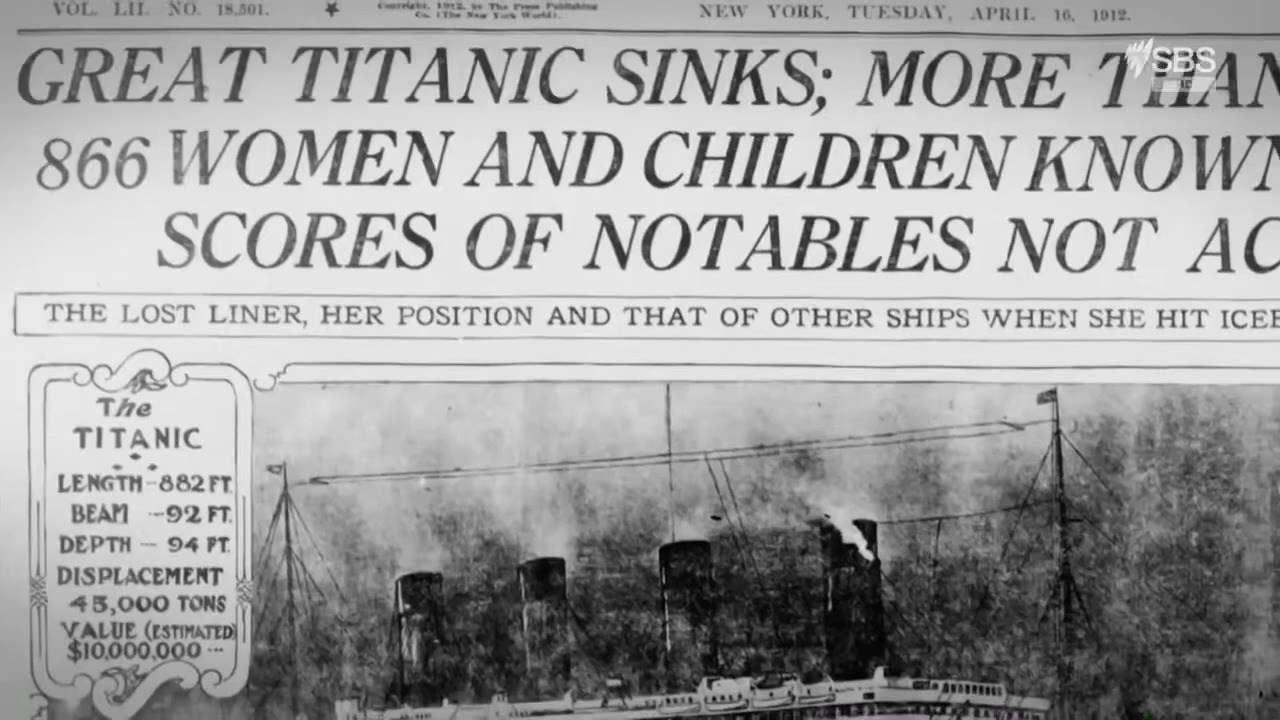 VOL. LII. NO. 18,501.
Copyright, 1912, by The Press Publishing
Co. (The New York World).
NEW YORK, TUESDAY, APRIL 16, 1912.
SBS
HD
GREAT TITANIC SINKS; MORE THAN
866 WOMEN AND CHILDREN KNOWN
SCORES OF NOTABLES NOT AC
THE LOST LINER, HER POSITION AND THAT OF OTHER SHIPS WHEN SHE HIT ICEB
The
TITANIC
LENGTH-882 FT.
BEAM -92 FT.
DEPTH - 94 FT.
DISPLACEMENT
45,000 TONS
VALUE (ESTIMATED)
$10,000,000